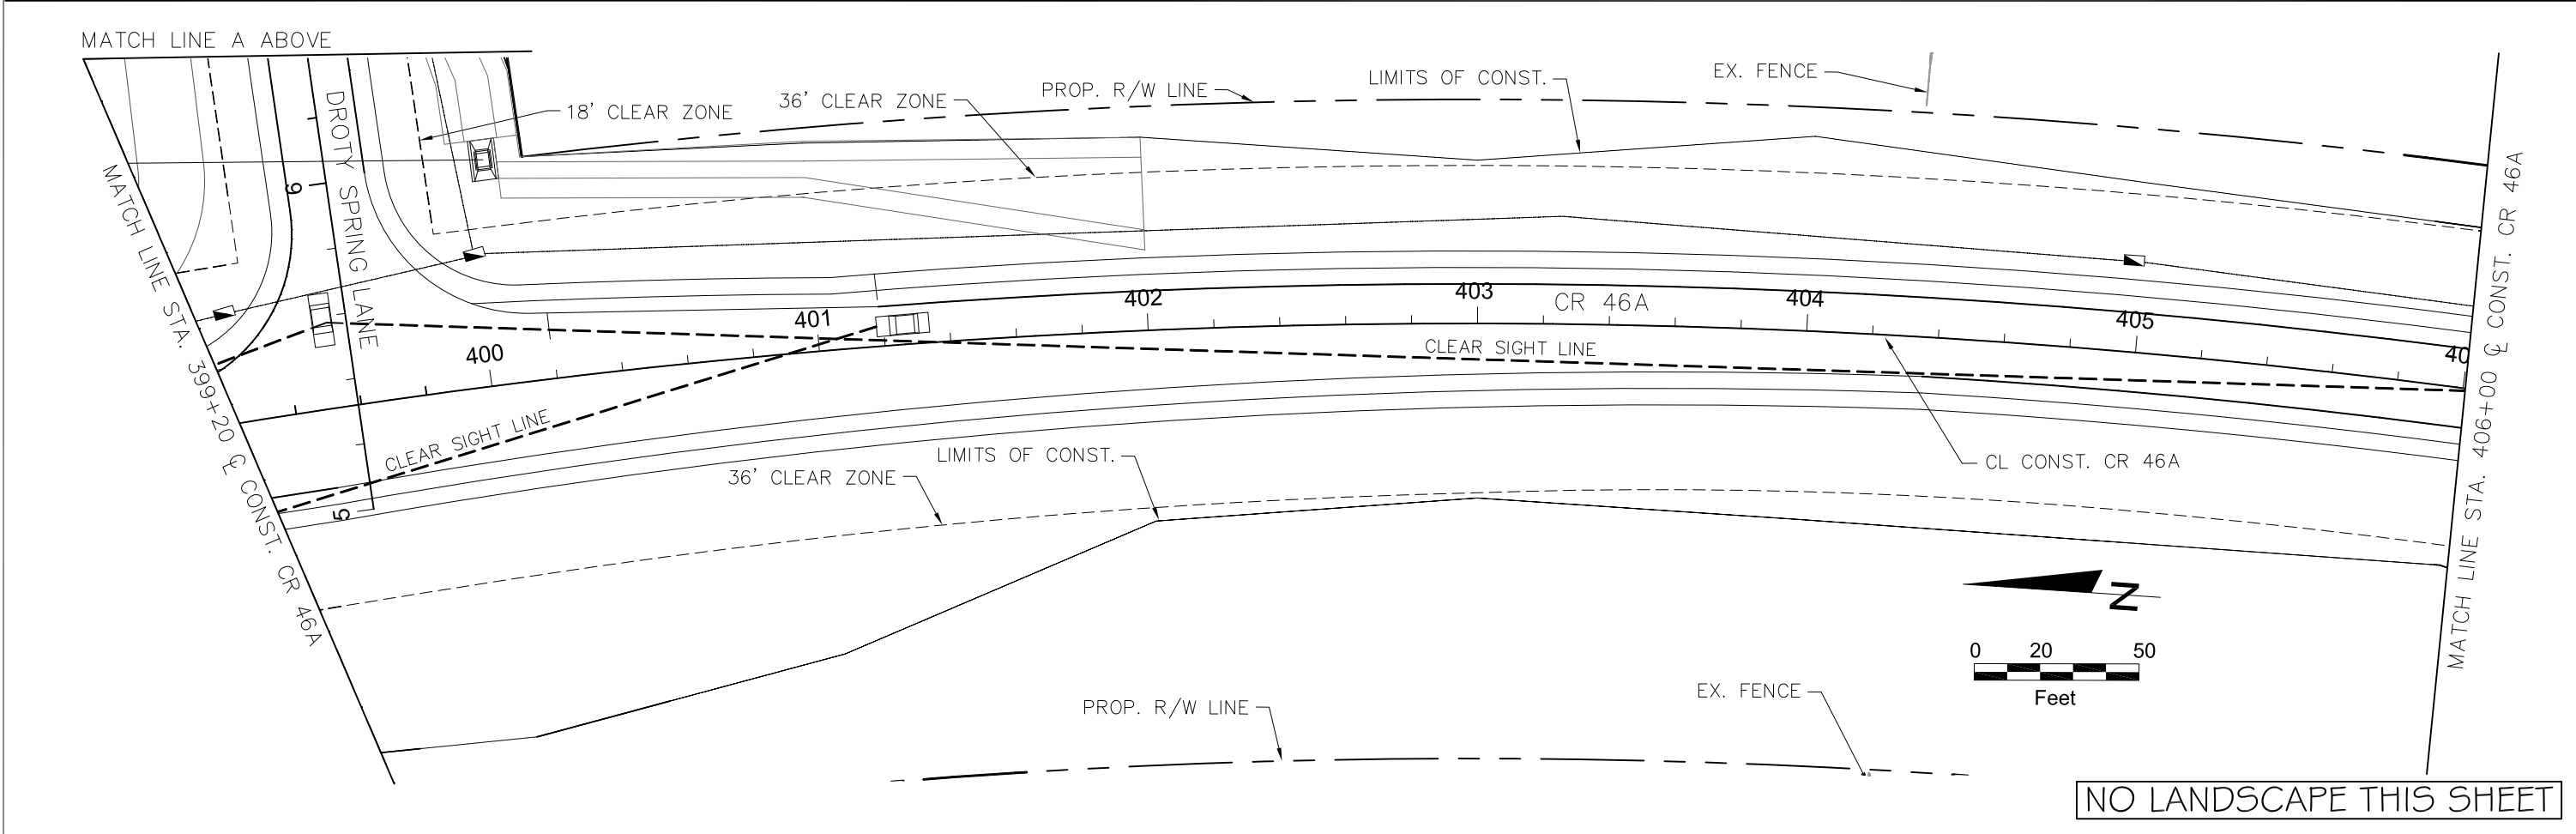 MATCH LINE A ABOVE
18' CLEAR ZONE
36' CLEAR ZONE
PROP. R/W LINE
LIMITS OF CONST.
EX. FENCE
DROTY SPRING LANE
6
5
MATCH LINE STA. 399+20 ℄ CONST. CR 46A
400
401
402
403
CR 46A
404
405
40
CLEAR SIGHT LINE
CLEAR SIGHT LINE
LIMITS OF CONST.
36' CLEAR ZONE
CL CONST. CR 46A
MATCH LINE STA. 406+00 ℄ CONST. CR 46A
N
0 20 50
Feet
PROP. R/W LINE
EX. FENCE
NO LANDSCAPE THIS SHEET